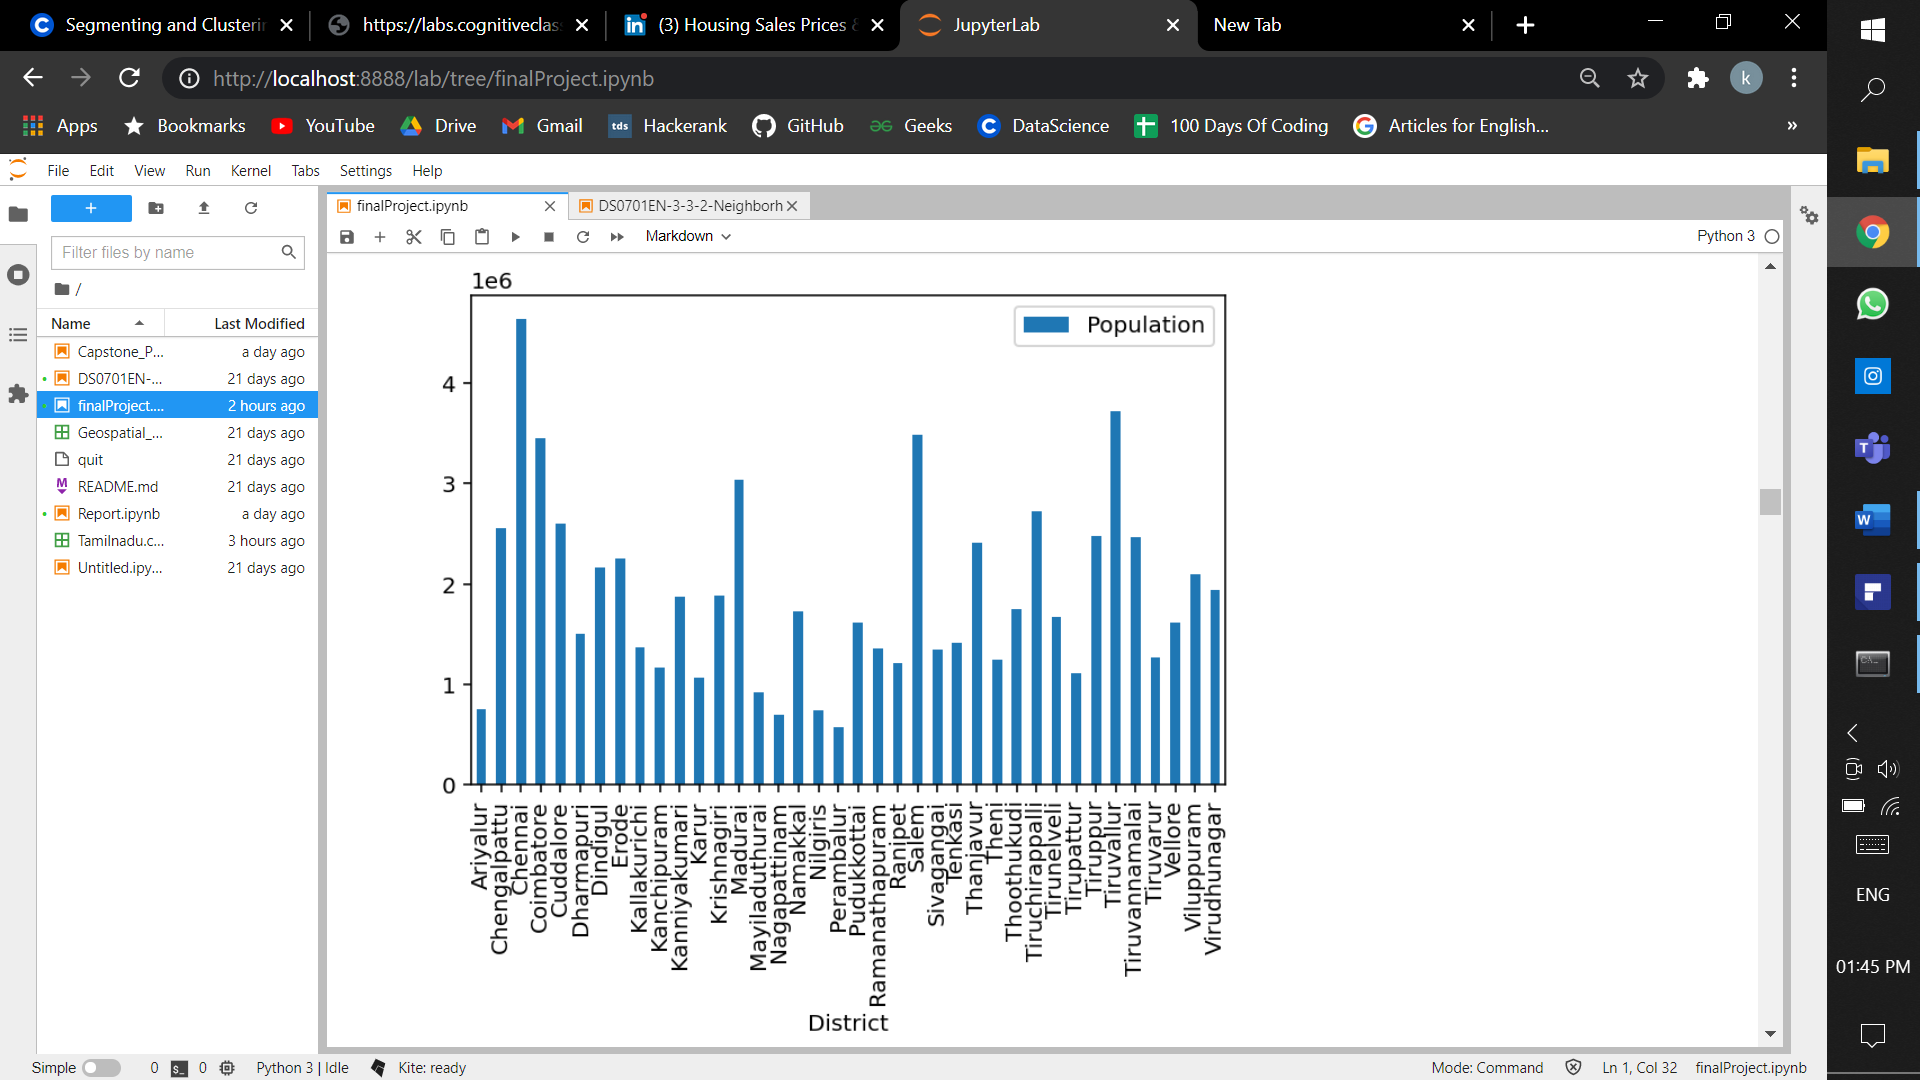 Segmenting and Clusterin
https://labs.cognitiveclas
(3) Housing Sales Prices &
JupyterLab
New Tab
http://localhost:8888/lab/tree/finalProject.ipynb
k
Apps
Bookmarks
YouTube
Drive
Gmail
tds
Hackerank
GitHub
Geeks
DataScience
100 Days Of Coding
Articles for English...
»
File Edit View Run Kernel Tabs Settings Help
finalProject.ipynb
DS0701EN-3-3-2-Neighborh
Markdown
Python 3
Filter files by name
/
Name Last Modified
Capstone_P... a day ago
DS0701EN-... 21 days ago
finalProject.... 2 hours ago
Geospatial_... 21 days ago
quit 21 days ago
README.md 21 days ago
Report.ipynb a day ago
Tamilnadu.c... 3 hours ago
Untitled.ipy... 21 days ago
1e6
Population
4
3
2
1
0
Ariyalur
Chengalpattu
Chennai
Coimbatore
Cuddalore
Dharmapuri
Dindigul
Erode
Kallakurichi
Kanchipuram
Kanniyakumari
Karur
Krishnagiri
Madurai
Mayiladuthurai
Nagapattinam
Namakkal
Nilgiris
Perambalur
Pudukkottai
Ramanathapuram
Ranipet
Salem
Sivagangai
Tenkasi
Thanjavur
Theni
Thoothukudi
Tiruchirappalli
Tirunelveli
Tirupattur
Tiruppur
Tiruvallur
Tiruvannamalai
Tiruvarur
Vellore
Viluppuram
Virudhunagar
District
Simple 0 0 Python 3 | Idle Kite: ready
Mode: Command Ln 1, Col 32 finalProject.ipynb
ENG
01:45 PM